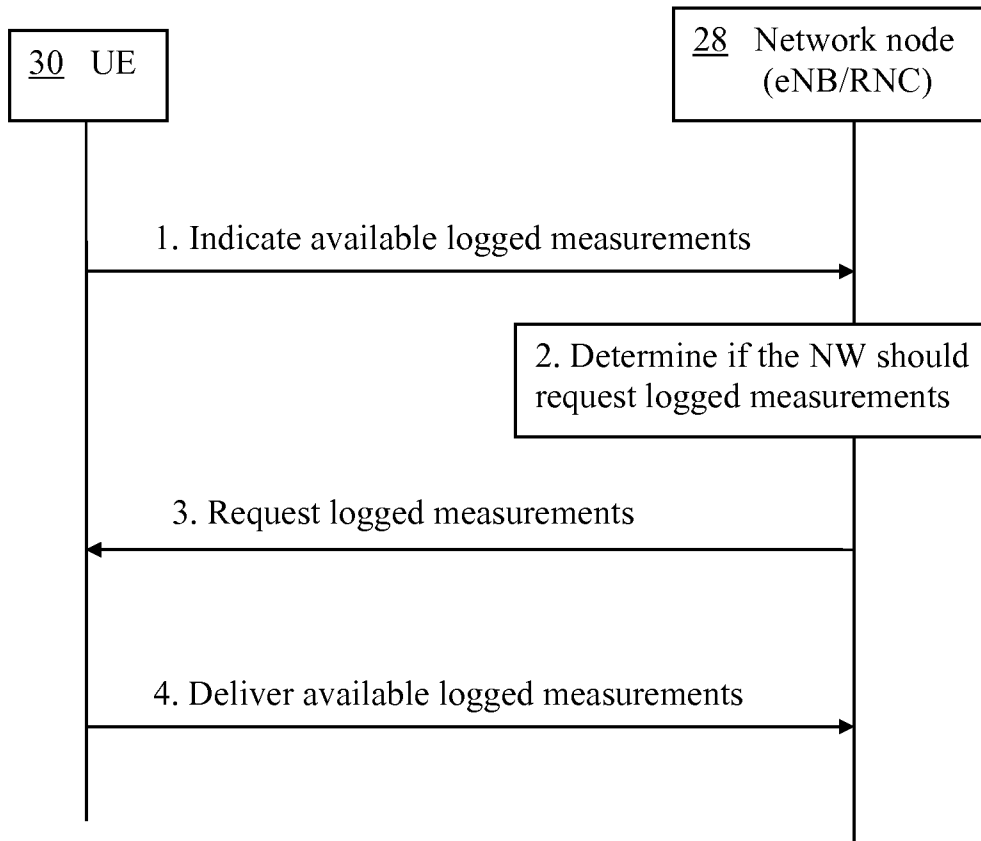 30 UE
28 Network node
(eNB/RNC)
1. Indicate available logged measurements
2. Determine if the NW should
request logged measurements
3. Request logged measurements
4. Deliver available logged measurements